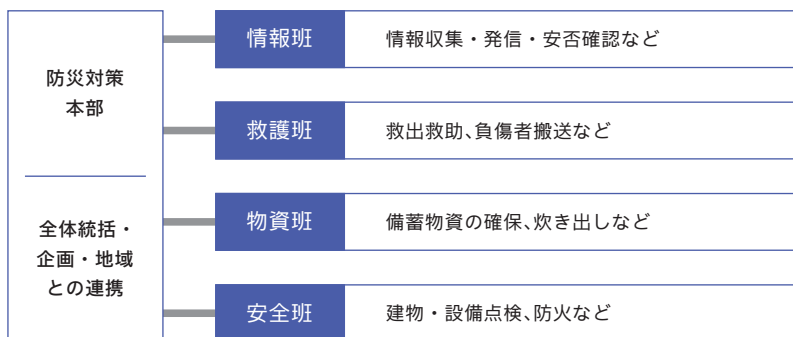 防災対策
本部
全体統括・
企画・地域
との連携
情報班
情報収集・発信・安否確認など
救護班
救出救助、負傷者搬送など
物資班
備蓄物資の確保、炊き出しなど
安全班
建物・設備点検、防火など